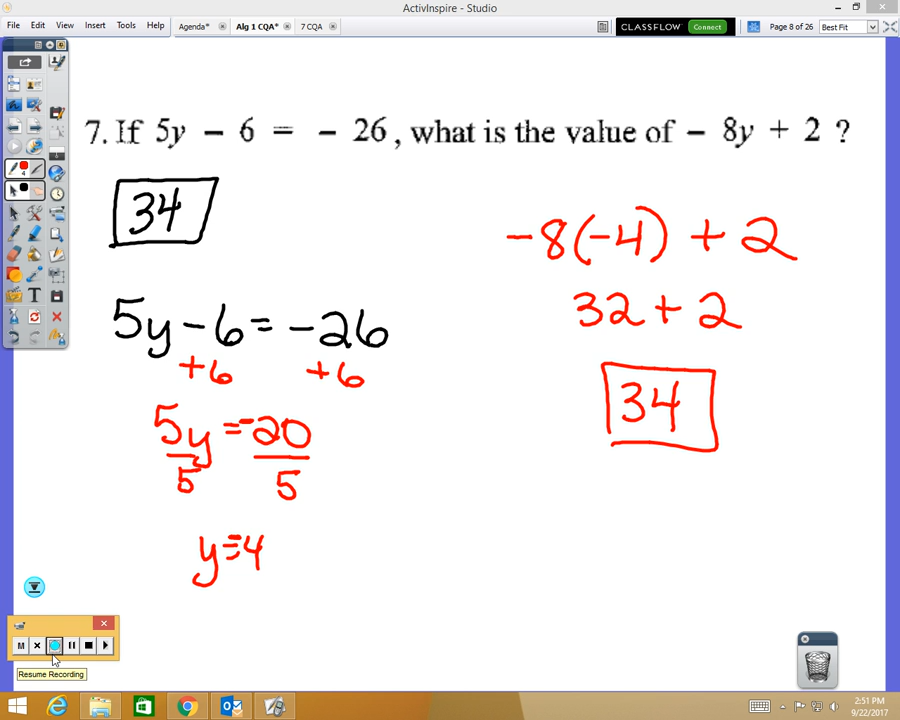 ActivInspire - Studio
File Edit View Insert Tools Help Agenda* Alg 1 CQA* 7 CQA CLASSFLOW Connect Page 8 of 26 Best Fit
7. If 5y − 6 = − 26, what is the value of − 8y + 2 ?
34
5y − 6 = −26
+6 +6
5y = -20
5 5
y = -4
-8(-4) + 2
32 + 2
34
M
Resume Recording
2:51 PM
9/22/2017